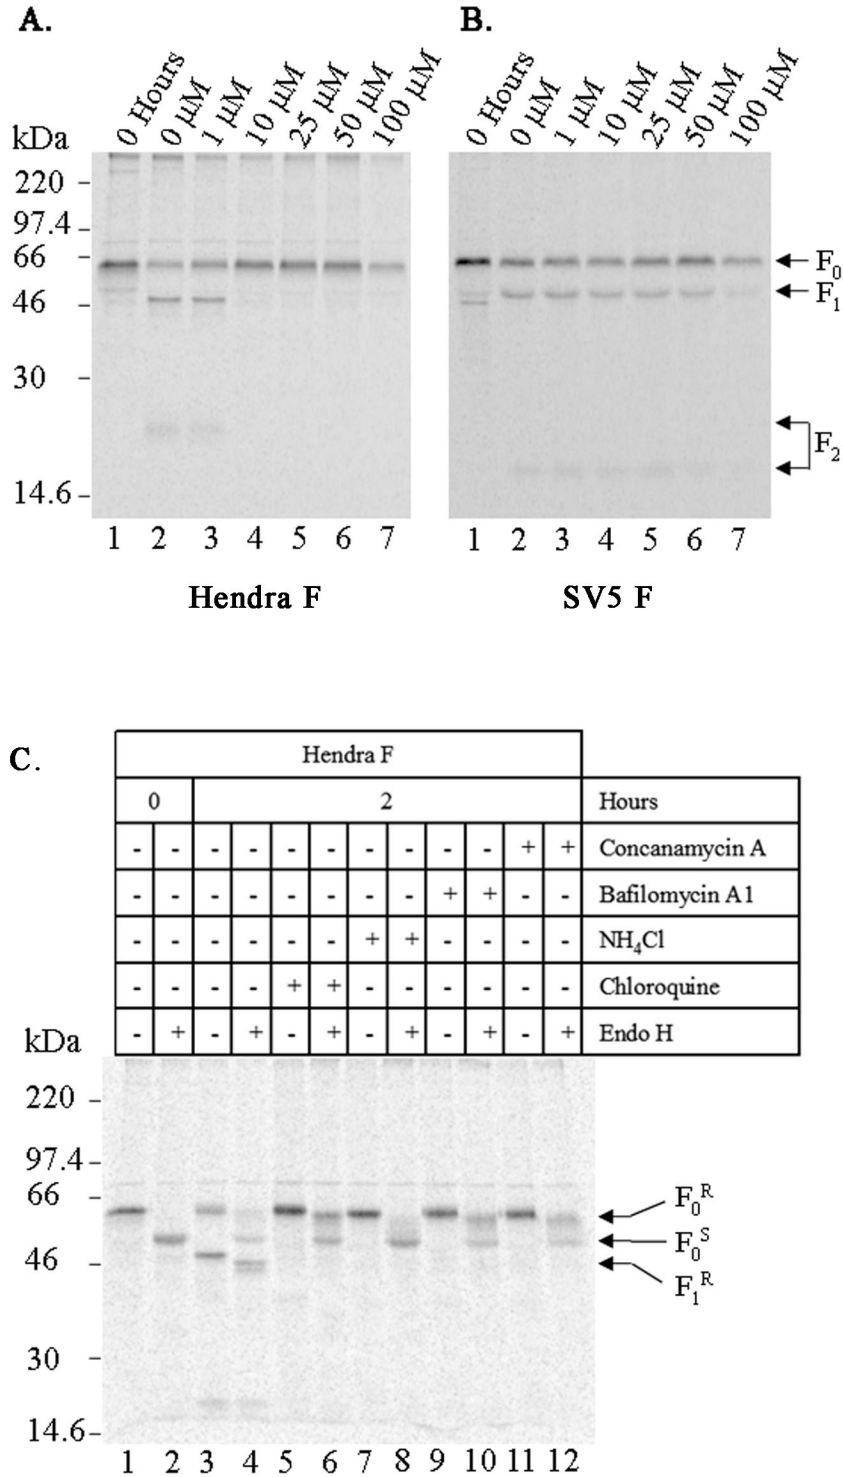 A.
0 Hours
0 μM
1 μM
10 μM
25 μM
50 μM
100 μM
kDa
220
97.4
66
46
30
14.6
1 2 3 4 5 6 7
Hendra F
B.
0 Hours
0 μM
1 μM
10 μM
25 μM
50 μM
100 μM
F0
F1
F2
1 2 3 4 5 6 7
SV5 F
C.
Hendra F
0 2 Hours
- - - - - - - - - - + + Concanamycin A
- - - - - - - - + + - - Bafilomycin A1
- - - - - - + + - - - - NH4Cl
- - - - + + - - - - - - Chloroquine
- + - + - + - + - + - + Endo H
kDa
220
97.4
66
46
30
14.6
F0R
F0S
F1R
1 2 3 4 5 6 7 8 9 10 11 12